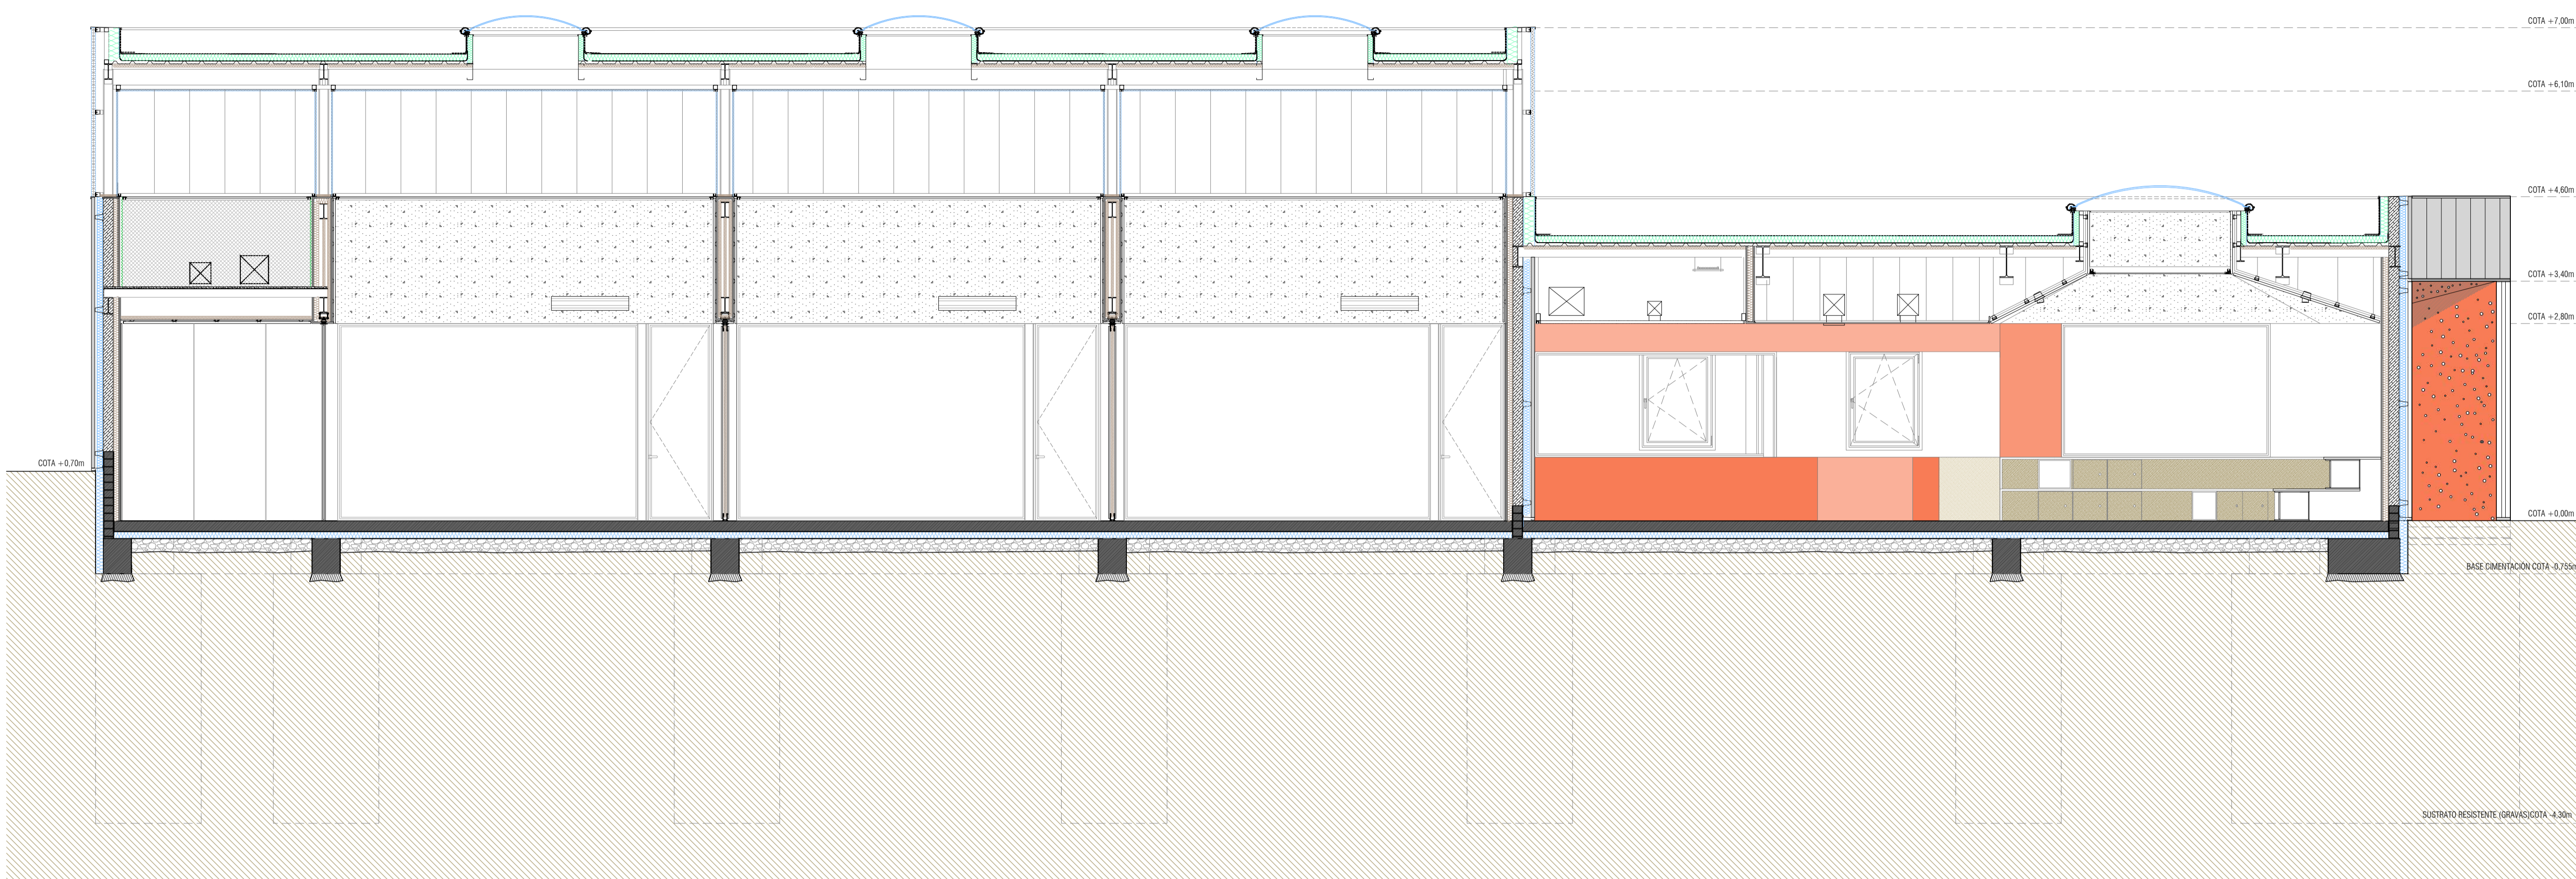 COTA +7,00m
COTA +6,10m
COTA +4,60m
COTA +3,40m
COTA +2,80m
COTA +0,70m
COTA +0,00m
BASE CIMENTACIÓN COTA -0,755m
SUSTRATO RESISTENTE (GRAVAS)COTA -4.30m